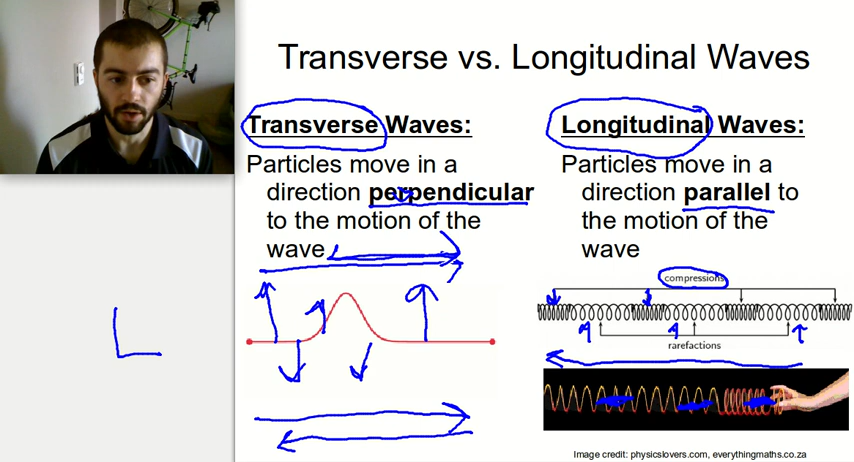 Transverse vs. Longitudinal Waves
Transverse Waves:
Particles move in a
direction perpendicular
to the motion of the
wave
Longitudinal Waves:
Particles move in a
direction parallel to
the motion of the
wave
compressions
rarefactions
Image credit: physicslovers.com, everythingmaths.co.za